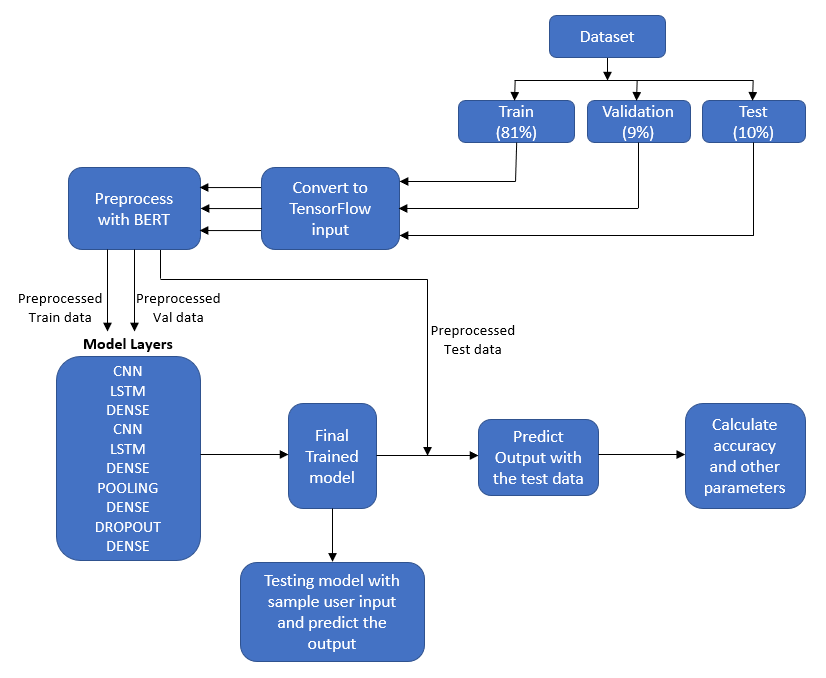 Dataset
Train
(81%)
Validation
(9%)
Test
(10%)
Preprocess
with BERT
Convert to
TensorFlow
input
Preprocessed
Train data
Preprocessed
Val data
Preprocessed
Test data
Model Layers
CNN
LSTM
DENSE
CNN
LSTM
DENSE
POOLING
DENSE
DROPOUT
DENSE
Final
Trained
model
Predict
Output with
the test data
Calculate
accuracy
and other
parameters
Testing model with
sample user input
and predict the
output